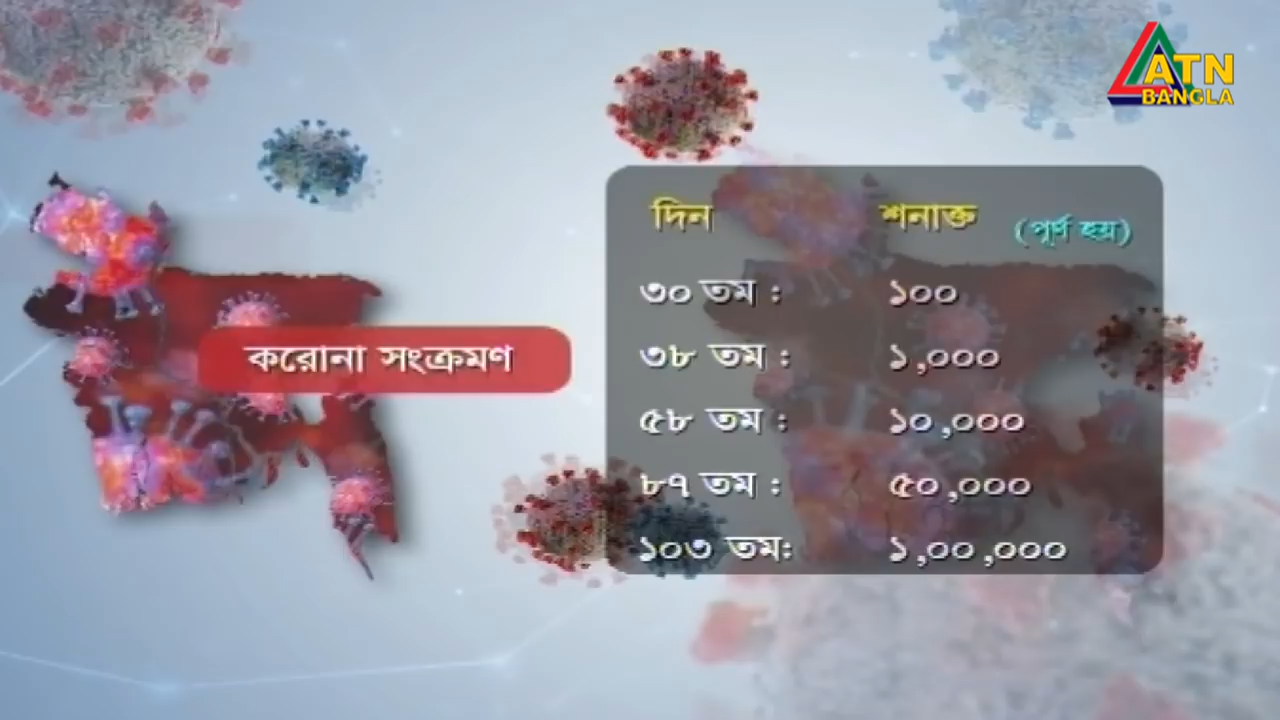 ATN
BANGLA
দিন শনাক্ত (পূর্ণ হয়)
৩০ তম : ১০০
করোনা সংক্রমণ
৩৮ তম : ১,০০০
৫৮ তম : ১০,০০০
৮৭ তম : ৫০,০০০
১০৩ তম: ১,০০,০০০